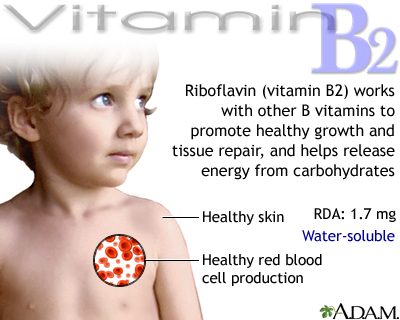 Vitamin B2
Riboflavin (vitamin B2) works
with other B vitamins to
promote healthy growth and
tissue repair, and helps release
energy from carbohydrates
Healthy skin
RDA: 1.7 mg
Water-soluble
Healthy red blood
cell production
ADAM.